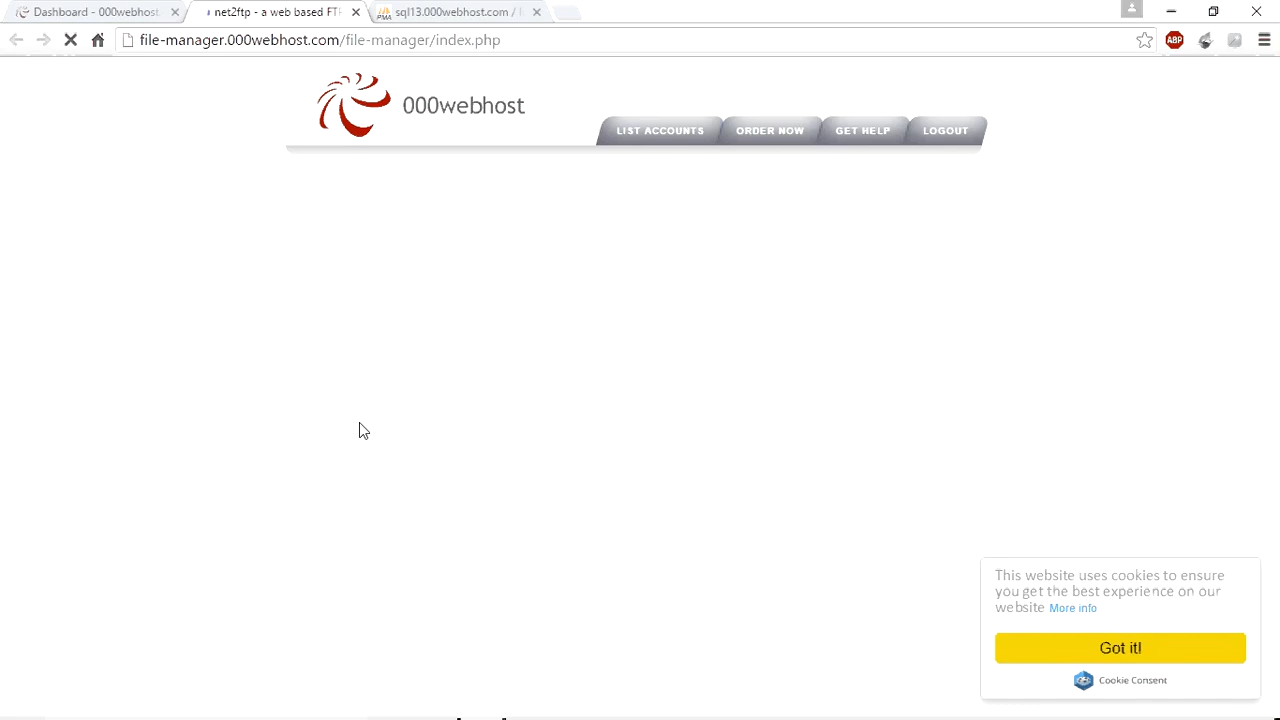 Dashboard - 000webhost.
net2ftp - a web based FT
sql13.000webhost.com /
file-manager.000webhost.com/file-manager/index.php
ABP
000webhost
LIST ACCOUNTS
ORDER NOW
GET HELP
LOGOUT
This website uses cookies to ensure
you get the best experience on our
website More info
Got it!
Cookie Consent